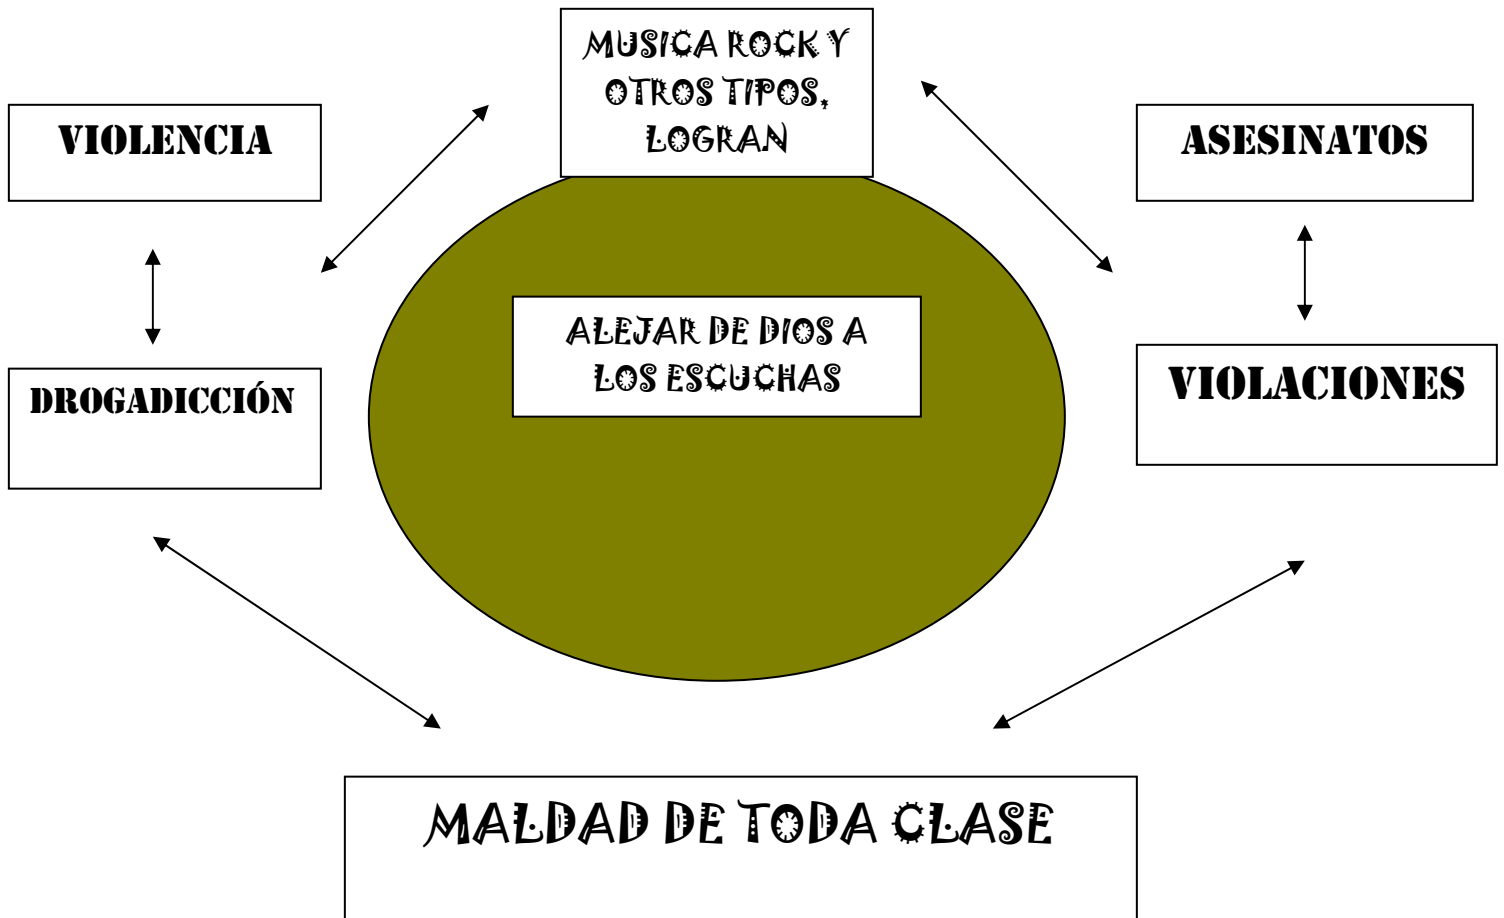 MUSICA ROCK Y
OTROS TIPOS,
LOGRAN
VIOLENCIA
ASESINATOS
ALEJAR DE DIOS A
LOS ESCUCHAS
DROGADICCIÓN
VIOLACIONES
MALDAD DE TODA CLASE